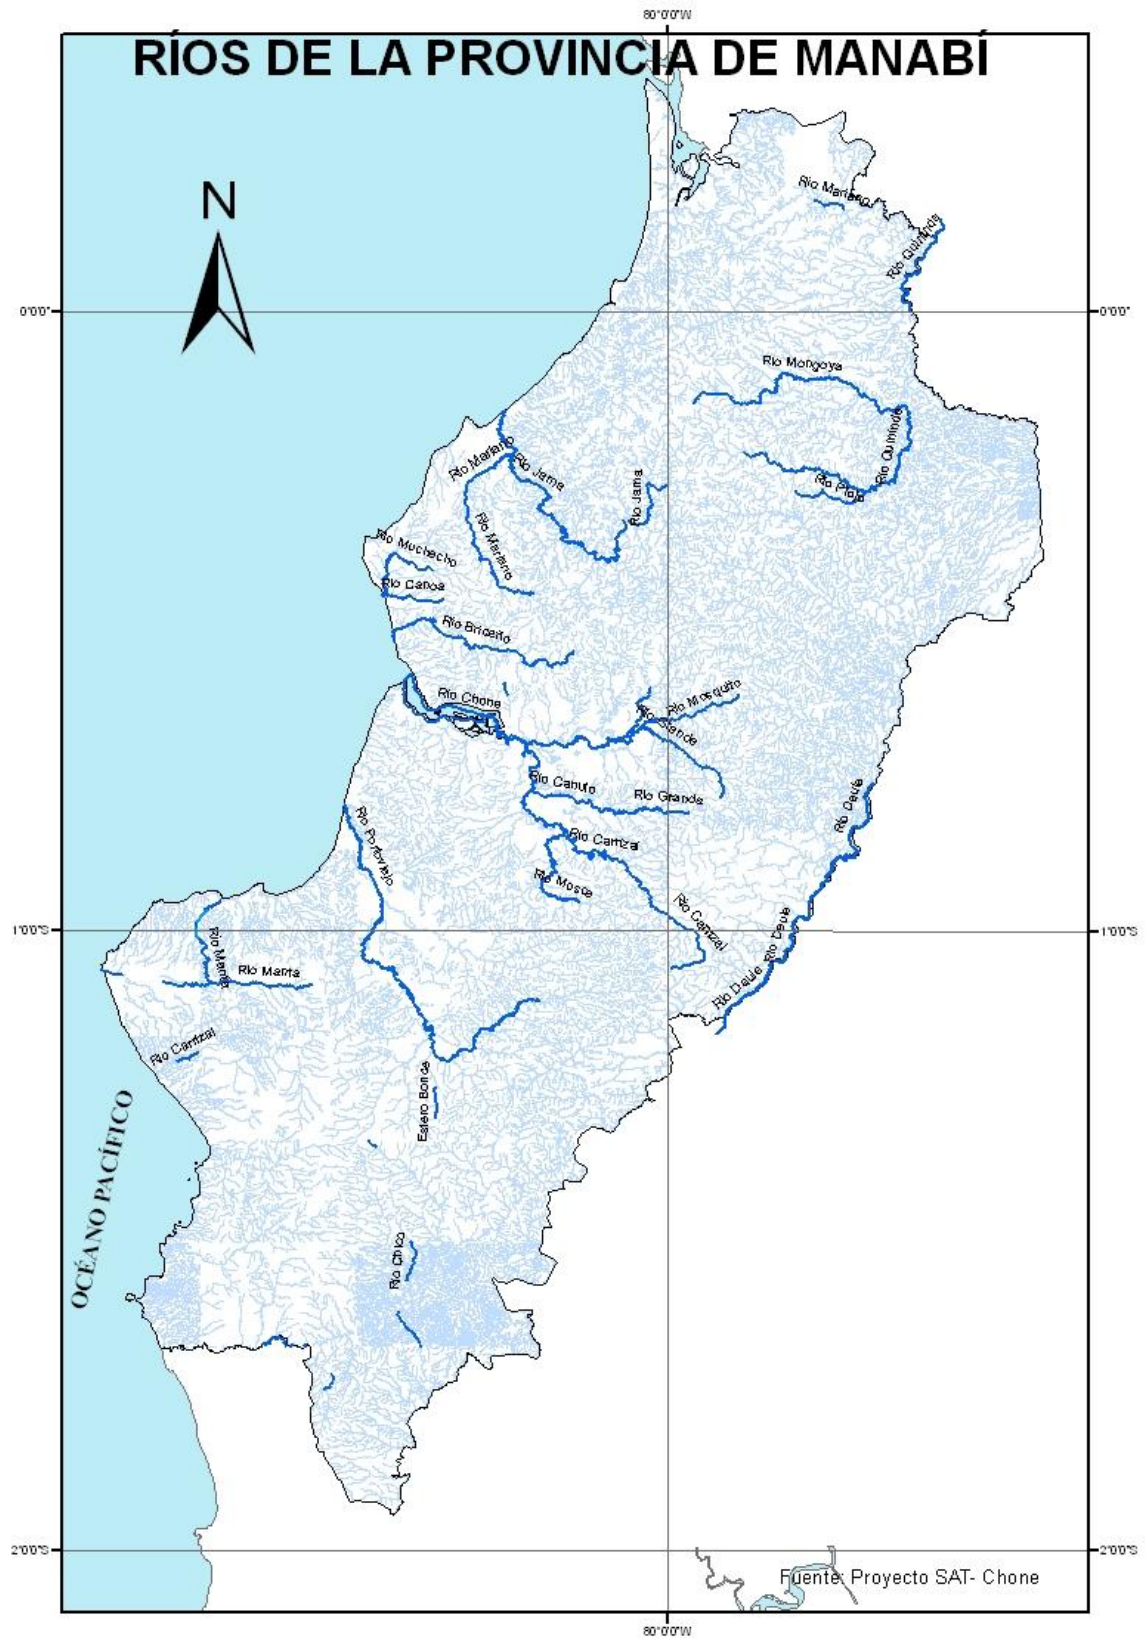 80°0'0"W
RÍOS DE LA PROVINCIA DE MANABÍ
N
Río Mariano
Río Quininde
0°0'0"
0°0'0"
Río Mongoya
Río Quininde
Río Mariano
Río Jama
Río Jama
Río Plata
Río Mariano
Río Muchacho
Río Canoa
Río Briceño
Río Mosquito
Río Chone
Río Grande
Río Canuto
Río Grande
Río Daule
Río Portoviejo
Río Carrizal
Río Mosca
Río Carrizal
Río Daule
1°0'0"S
1°0'0"S
Río Manta
Río Manta
Río Daule
Río Cantzal
Estero Bonce
OCÉANO PACÍFICO
Río Chico
2°0'0"S
2°0'0"S
Fuente: Proyecto SAT- Chone
80°0'0"W